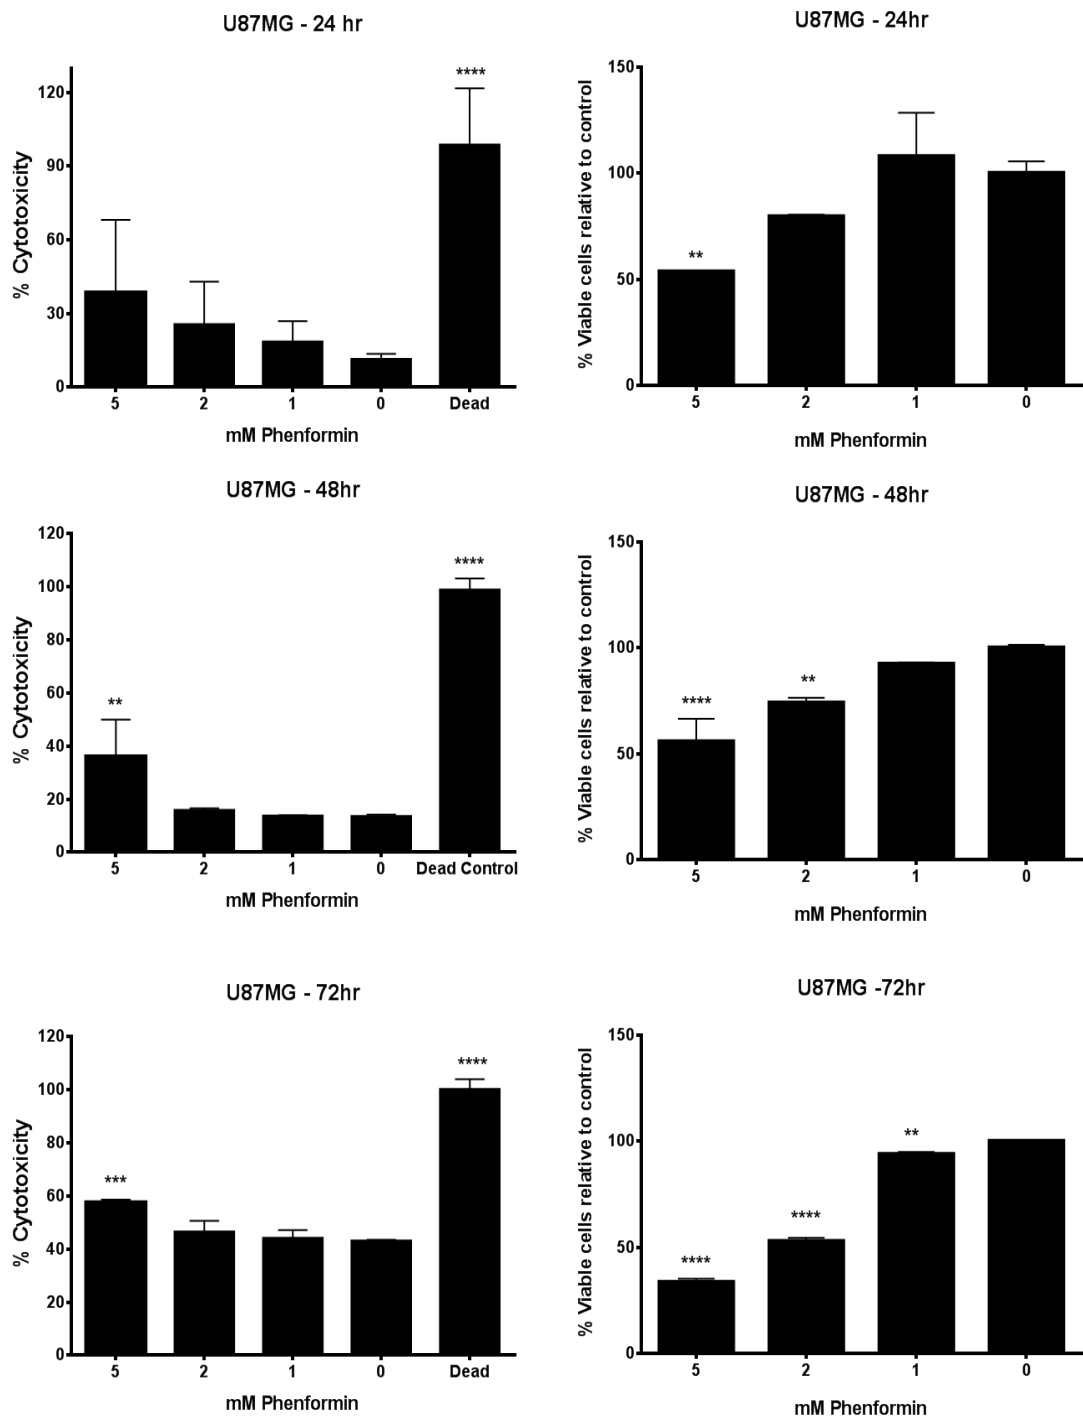 U87MG - 24 hr
% Cytotoxicity
120
90
60
30
0
****
5 2 1 0 Dead
mM Phenformin
U87MG - 24hr
% Viable cells relative to control
150
100
50
0
**
5 2 1 0
mM Phenformin
U87MG - 48hr
% Cytotoxicity
120
100
80
60
40
20
0
**
****
5 2 1 0 Dead Control
mM Phenformin
U87MG - 48hr
% Viable cells relative to control
150
100
50
0
****
**
5 2 1 0
mM Phenformin
U87MG - 72hr
% Cytotoxicity
120
100
80
60
40
20
0
***
****
5 2 1 0 Dead
mM Phenformin
U87MG -72hr
% Viable cells relative to control
150
100
50
0
****
****
**
5 2 1 0
mM Phenformin